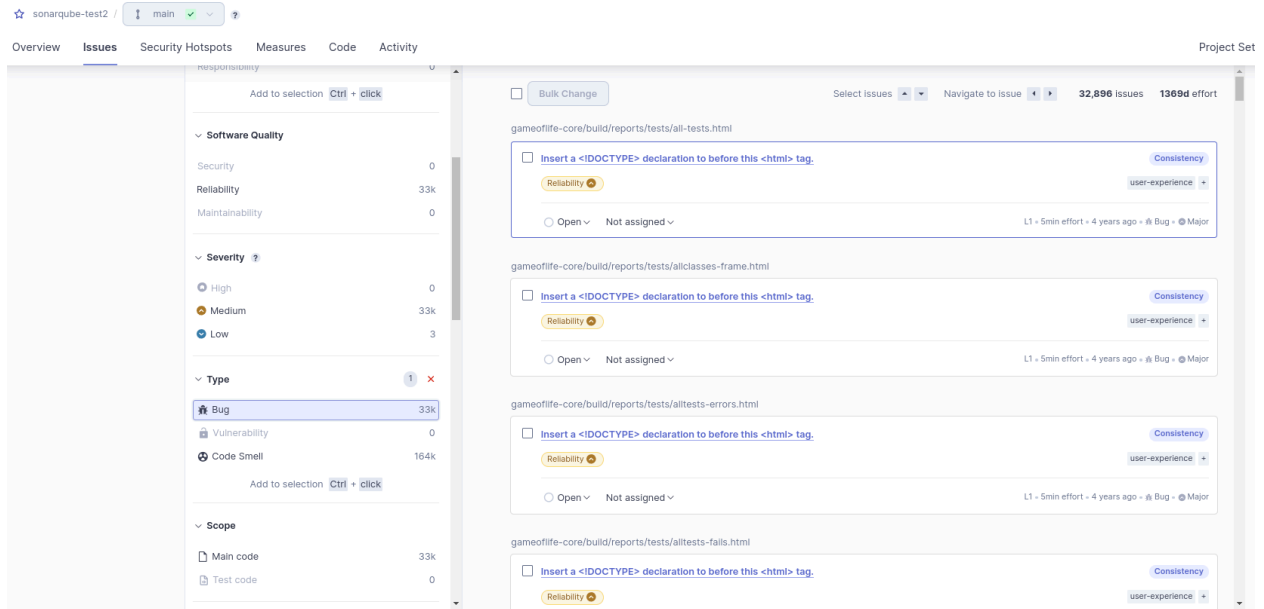 sonarqube-test2 / main ?
Overview Issues Security Hotspots Measures Code Activity Project Set
Responsibility 0
Add to selection Ctrl + click
Software Quality
Security 0
Reliability 33k
Maintainability 0
Severity ?
High 0
Medium 33k
Low 3
Type 1
Bug 33k
Vulnerability 0
Code Smell 164k
Add to selection Ctrl + click
Scope
Main code 33k
Test code 0
Bulk Change Select issues Navigate to issue 32,896 issues 1369d effort
gameoflife-core/build/reports/tests/all-tests.html
Insert a <!DOCTYPE> declaration to before this <html> tag. Consistency
Reliability user-experience +
Open Not assigned L1 • 5min effort • 4 years ago • Bug • Major
gameoflife-core/build/reports/tests/allclasses-frame.html
Insert a <!DOCTYPE> declaration to before this <html> tag. Consistency
Reliability user-experience +
Open Not assigned L1 • 5min effort • 4 years ago • Bug • Major
gameoflife-core/build/reports/tests/alltests-errors.html
Insert a <!DOCTYPE> declaration to before this <html> tag. Consistency
Reliability user-experience +
Open Not assigned L1 • 5min effort • 4 years ago • Bug • Major
gameoflife-core/build/reports/tests/alltests-fails.html
Insert a <!DOCTYPE> declaration to before this <html> tag. Consistency
Reliability user-experience +